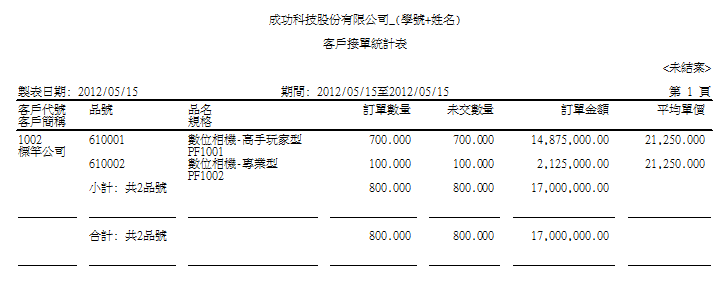 成功科技股份有限公司_(學號+姓名)
客戶接單統計表
<未結案>
製表日期: 2012/05/15 期間: 2012/05/15至2012/05/15 第 1 頁
客戶代號 品號 品名 訂單數量 未交數量 訂單金額 平均單價
客戶簡稱 規格
1002 610001 數位相機-高手玩家型 700.000 700.000 14,875,000.00 21,250.000
標竿公司 PF1001
610002 數位相機-專業型 100.000 100.000 2,125,000.00 21,250.000
PF1002
小計: 共2品號 800.000 800.000 17,000,000.00
合計: 共2品號 800.000 800.000 17,000,000.00